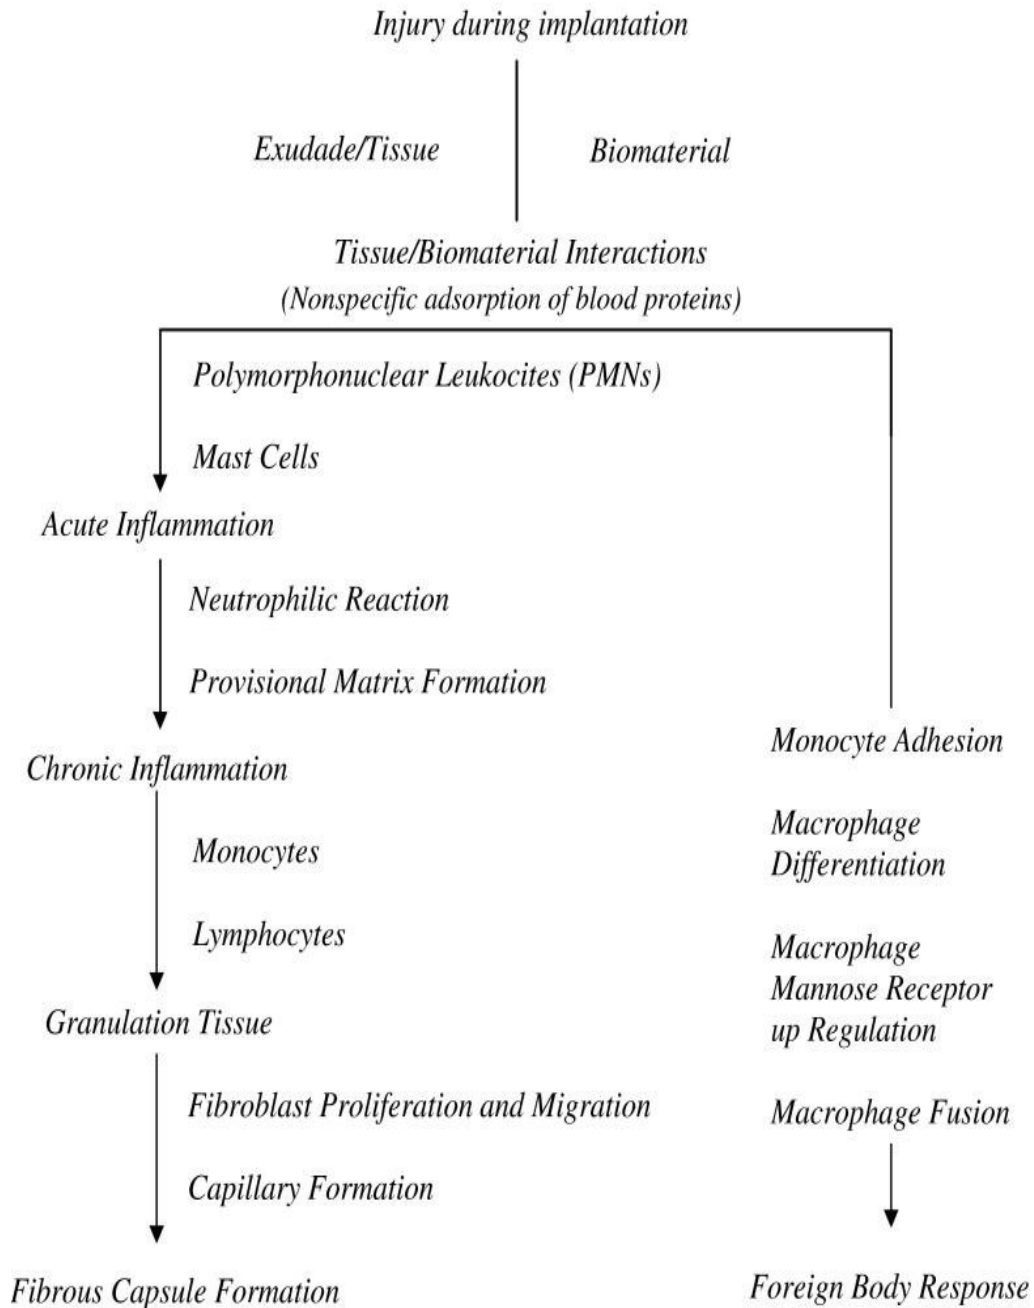 Injury during implantation
Exudade/Tissue
Biomaterial
Tissue/Biomaterial Interactions
(Nonspecific adsorption of blood proteins)
Polymorphonuclear Leukocites (PMNs)
Mast Cells
Acute Inflammation
Neutrophilic Reaction
Provisional Matrix Formation
Chronic Inflammation
Monocytes
Lymphocytes
Granulation Tissue
Fibroblast Proliferation and Migration
Capillary Formation
Fibrous Capsule Formation
Monocyte Adhesion
Macrophage
Differentiation
Macrophage
Mannose Receptor
up Regulation
Macrophage Fusion
Foreign Body Response